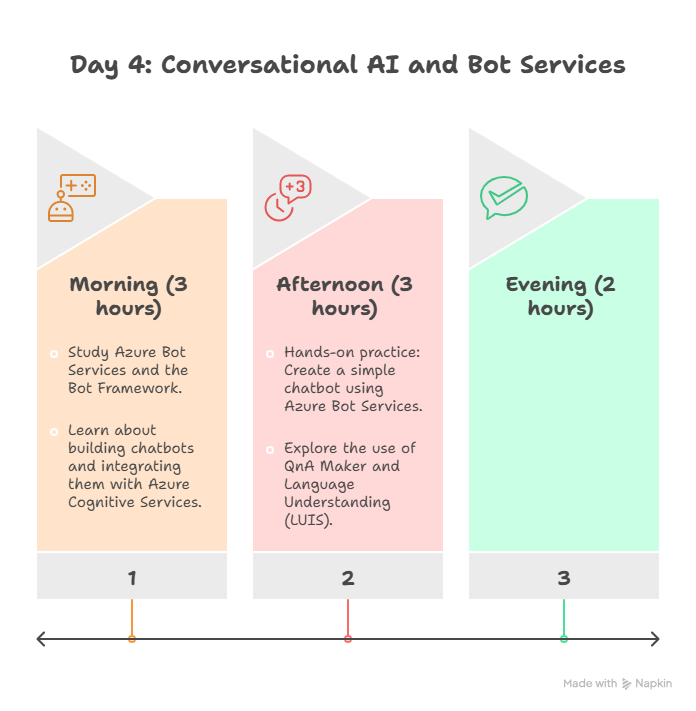 Day 4: Conversational AI and Bot Services
+3
Morning (3
hours)
Study Azure Bot
Services and the
Bot Framework.
Learn about
building chatbots
and integrating
them with Azure
Cognitive Services.
1
Afternoon (3
hours)
Hands-on practice:
Create a simple
chatbot using
Azure Bot Services.
Explore the use of
QnA Maker and
Language
Understanding
(LUIS).
2
Evening (2
hours)
3
Made with Napkin